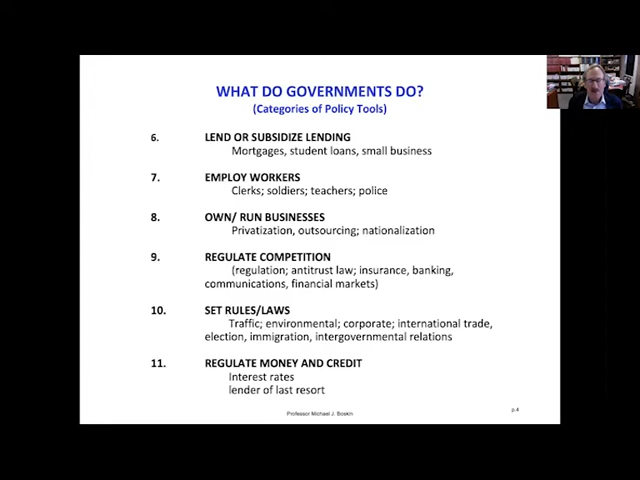 WHAT DO GOVERNMENTS DO?
(Categories of Policy Tools)
6. LEND OR SUBSIDIZE LENDING
Mortgages, student loans, small business
7. EMPLOY WORKERS
Clerks; soldiers; teachers; police
8. OWN/ RUN BUSINESSES
Privatization, outsourcing; nationalization
9. REGULATE COMPETITION
(regulation; antitrust law; insurance, banking,
communications, financial markets)
10. SET RULES/LAWS
Traffic; environmental; corporate; international trade,
election, immigration, intergovernmental relations
11. REGULATE MONEY AND CREDIT
Interest rates
lender of last resort
Professor Michael J. Boskin
p.4